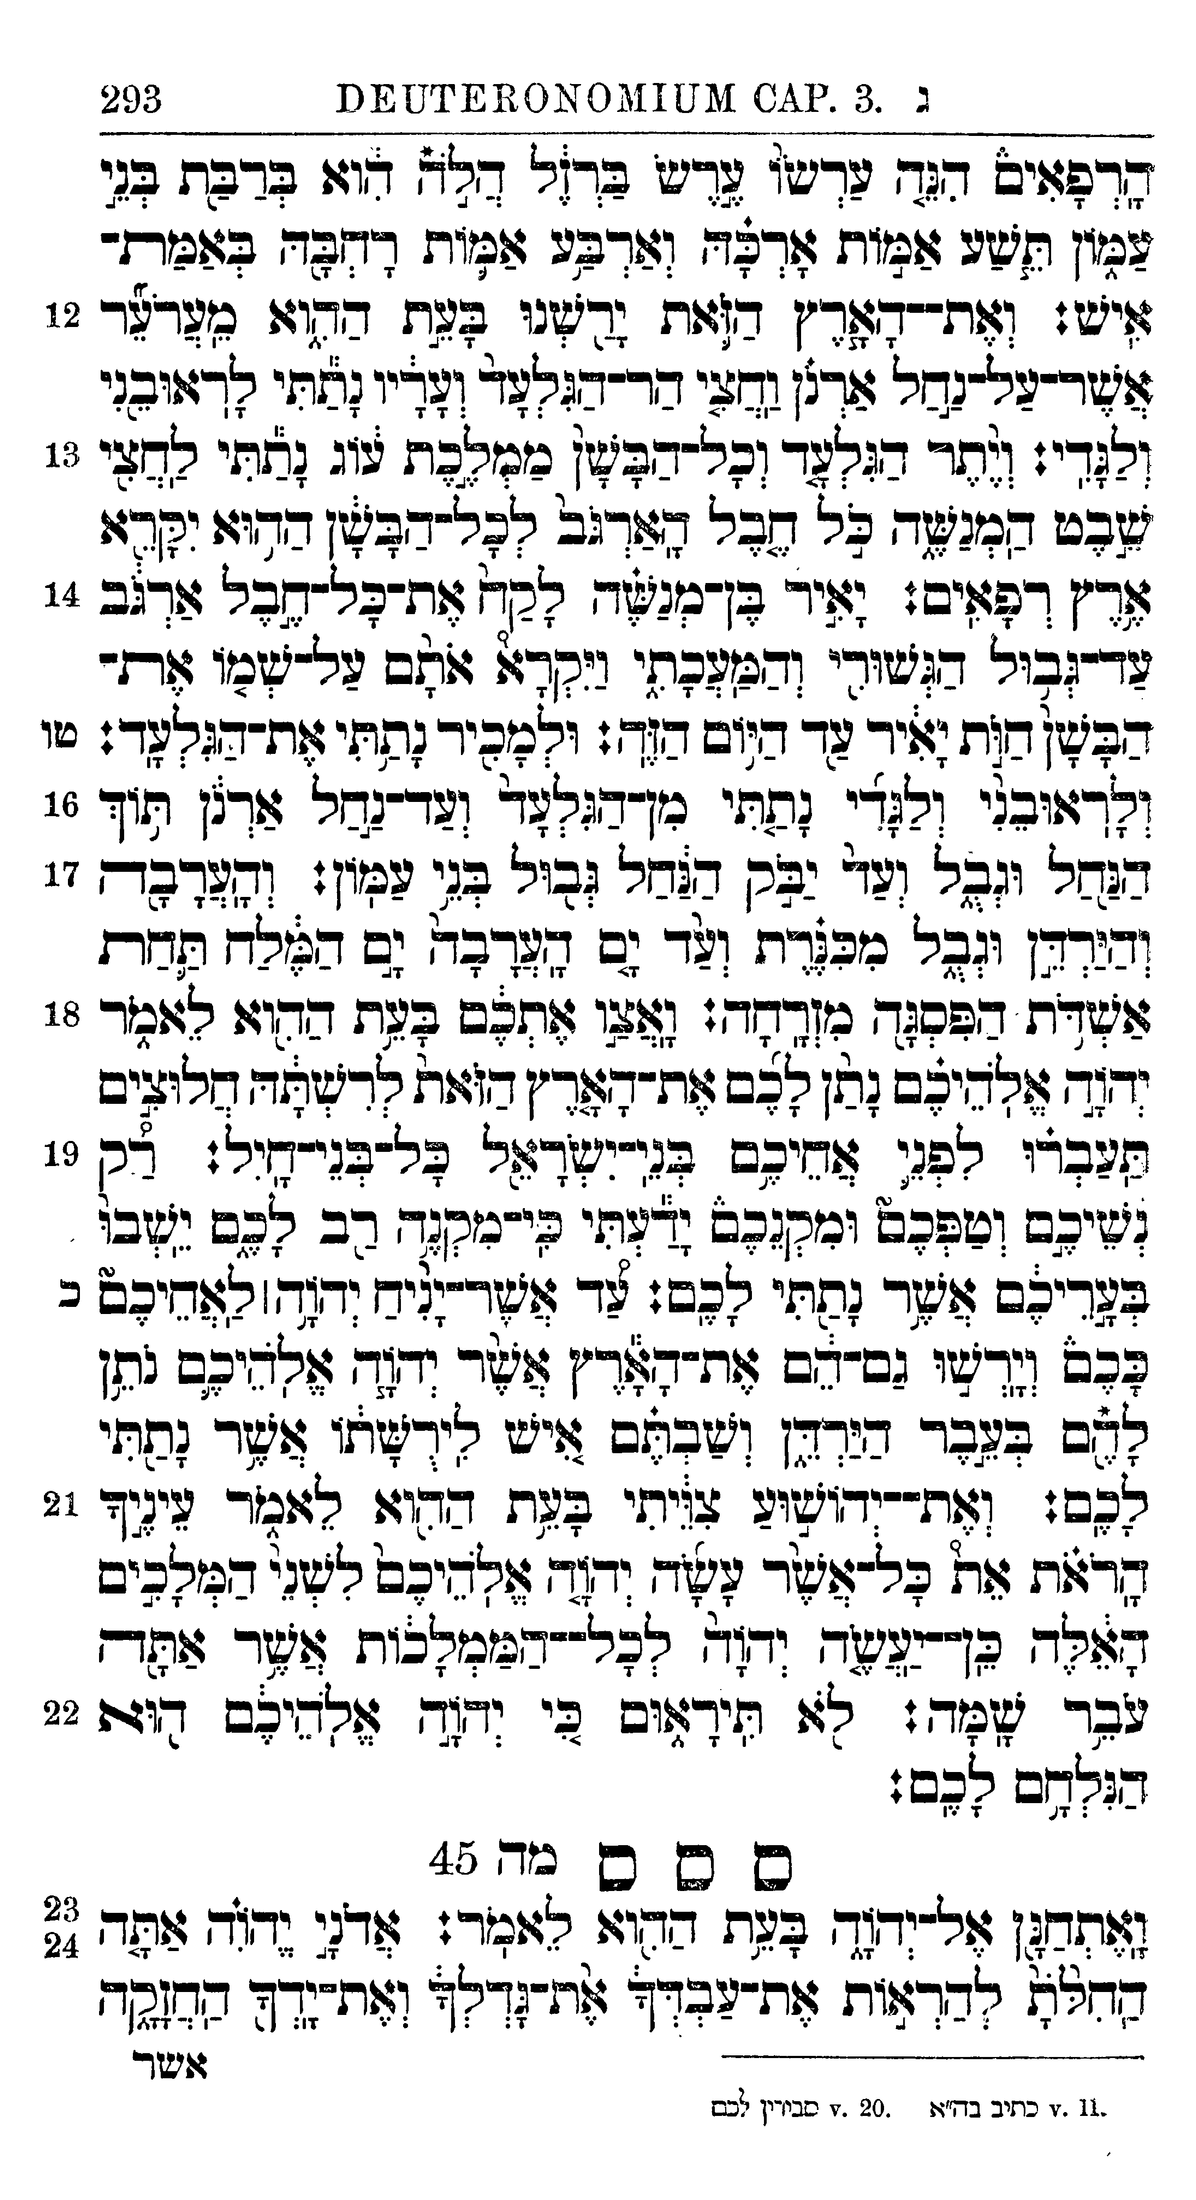 293 DEUTERONOMIUM CAP. 3. ג
הָרְפָאִים֒ הִנֵּ֤ה עַרְשׂוֹ֙ עֶ֣רֶשׂ בַּרְזֶ֔ל הֲלֹ֣ה הִ֔וא בְּרַבַּ֖ת בְּנֵ֣י
עַמּ֑וֹן תֵּ֧שַׁע אַמּ֣וֹת אָרְכָּ֗הּ וְאַרְבַּ֥ע אַמּ֛וֹת רָחְבָּ֖הּ בְּאַמַּת־
12 אִֽישׁ׃ וְאֶת־הָאָ֧רֶץ הַזֹּ֛את יָרַ֖שְׁנוּ בָּעֵ֣ת הַהִ֑וא מֵֽעֲרֹעֵ֞ר
אֲשֶׁר־עַל־נַ֣חַל אַרְנֹ֗ן וַֽחֲצִ֤י הַר־הַגִּלְעָד֙ וְעָרָ֔יו נָתַ֕תִּי לָרֽאוּבֵנִ֖י
13 וְלַגָּדִֽי׃ וְיֶ֨תֶר הַגִּלְעָ֤ד וְכָל־הַבָּשָׁן֙ מַמְלֶ֣כֶת ע֔וֹג נָתַ֕תִּי לַֽחֲצִ֖י
שֵׁ֣בֶט הַֽמְנַשֶּׁ֑ה כֹּ֣ל חֶ֤בֶל הָֽאַרְגֹּב֙ לְכָל־הַבָּשָׁ֔ן הַה֥וּא יִקָּרֵ֖א
14 אֶ֥רֶץ רְפָאִֽים׃ יָאִ֣יר בֶּן־מְנַשֶּׁ֗ה לָקַח֙ אֶת־כָּל־חֶ֣בֶל אַרְגֹּ֔ב
עַד־גְּב֥וּל הַגְּשׁוּרִ֖י וְהַמַּֽעֲכָתִ֑י וַיִּקְרָא֩ אֹתָ֨ם עַל־שְׁמ֤וֹ אֶת־
טו הַבָּשָׁן֙ חַוֺּ֣ת יָאִ֔יר עַ֖ד הַיּ֥וֹם הַזֶּֽה׃ וּלְמָכִ֖יר נָתַ֥תִּי אֶת־הַגִּלְעָֽד׃
16 וְלָרֽאוּבֵנִ֨י וְלַגָּדִ֜י נָתַ֤תִּי מִן־הַגִּלְעָד֙ וְעַד־נַ֣חַל אַרְנֹ֔ן תּ֥וֹךְ
17 הַנַּ֖חַל וּגְבֻ֑ל וְעַד֙ יַבֹּ֣ק הַנַּ֔חַל גְּב֖וּל בְּנֵ֥י עַמּֽוֹן׃ וְהָֽעֲרָבָ֖ה
וְהַיַּרְדֵּ֣ן וּגְבֻ֑ל מִכִּנֶּ֗רֶת וְעַ֨ד יָ֤ם הָֽעֲרָבָה֙ יָ֣ם הַמֶּ֔לַח תַּ֛חַת
18 אַשְׁדֹּ֥ת הַפִּסְגָּ֖ה מִזְרָֽחָה׃ וָֽאֲצַ֣ו אֶתְכֶ֔ם בָּעֵ֥ת הַהִ֖וא לֵאמֹ֑ר
יְהוָ֣ה אֱלֹֽהֵיכֶ֗ם נָתַ֨ן לָכֶ֜ם אֶת־הָאָ֤רֶץ הַזֹּאת֙ לְרִשְׁתָּ֔הּ חֲלוּצִ֣ים
19 תַּֽעַבְר֗וּ לִפְנֵ֛י אֲחֵיכֶ֥ם בְּנֵֽי־יִשְׂרָאֵ֖ל כָּל־בְּנֵי־חָֽיִל׃ רַ֠ק
נְשֵׁיכֶ֣ם וְטַפְּכֶם֮ וּמִקְנֵכֶם֒ יָדַ֕עְתִּי כִּֽי־מִקְנֶ֥ה רַ֖ב לָכֶ֑ם יֵֽשְׁבוּ֙
כ בְּעָ֣רֵיכֶ֔ם אֲשֶׁ֥ר נָתַ֖תִּי לָכֶֽם׃ עַ֠ד אֲשֶׁר־יָנִ֨יחַ יְהוָ֥ה ׀ לַֽאֲחֵיכֶם֮
כָּכֶם֒ וְיָֽרְשׁ֣וּ גַם־הֵ֔ם אֶת־הָאָ֕רֶץ אֲשֶׁ֨ר יְהוָ֧ה אֱלֹֽהֵיכֶ֛ם נֹתֵ֥ן
לָהֶ֖ם בְּעֵ֣בֶר הַיַּרְדֵּ֑ן וְשַׁבְתֶּ֗ם אִ֚ישׁ לִֽירֻשָּׁת֔וֹ אֲשֶׁ֥ר נָתַ֖תִּי
21 לָכֶֽם׃ וְאֶת־יְהוֹשׁ֣וּעַ צִוֵּ֔יתִי בָּעֵ֥ת הַהִ֖וא לֵאמֹ֑ר עֵינֶ֣יךָ
הָֽרֹאֹ֗ת אֵת֩ כָּל־אֲשֶׁ֨ר עָשָׂ֜ה יְהוָ֤ה אֱלֹֽהֵיכֶם֙ לִשְׁנֵי֙ הַמְּלָכִ֣ים
הָאֵ֔לֶּה כֵּֽן־יַעֲשֶׂ֤ה יְהוָה֙ לְכָל־הַמַּמְלָכ֔וֹת אֲשֶׁ֥ר אַתָּ֖ה
22 עֹבֵ֥ר שָֽׁמָּה׃ לֹ֖א תִּֽירָא֑וּם כִּ֚י יְהוָ֣ה אֱלֹֽהֵיכֶ֔ם ה֖וּא
הַנִּלְחָ֥ם לָכֶֽם׃
ס ס ס מה 45
23 24 וָֽאֶתְחַנַּ֖ן אֶל־יְהוָ֑ה בָּעֵ֥ת הַהִ֖וא לֵאמֹֽר׃ אֲדֹנָ֣י יֱהוִֹ֗ה אַתָּ֤ה
הַֽחִלּ֨וֹתָ֙ לְהַרְא֣וֹת אֶֽת־עַבְדְּךָ֔ אֶ֨ת־גָּדְלְךָ֔ וְאֶת־יָֽדְךָ֖ הַֽחֲזָקָ֑ה
אשר
v. 11. כתיב בה״א v. 20. סבירין לכם